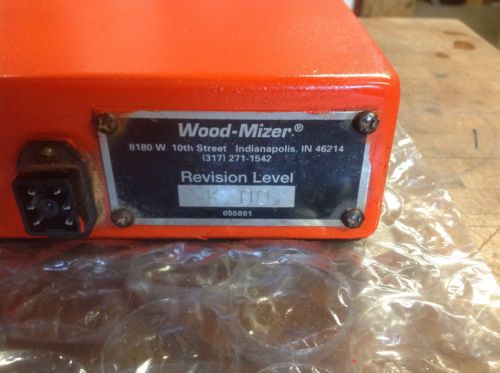 Wood-Mizer®
8180 W 10th Street Indianapolis, IN 46214
(317) 271-1542
Revision Level
005801